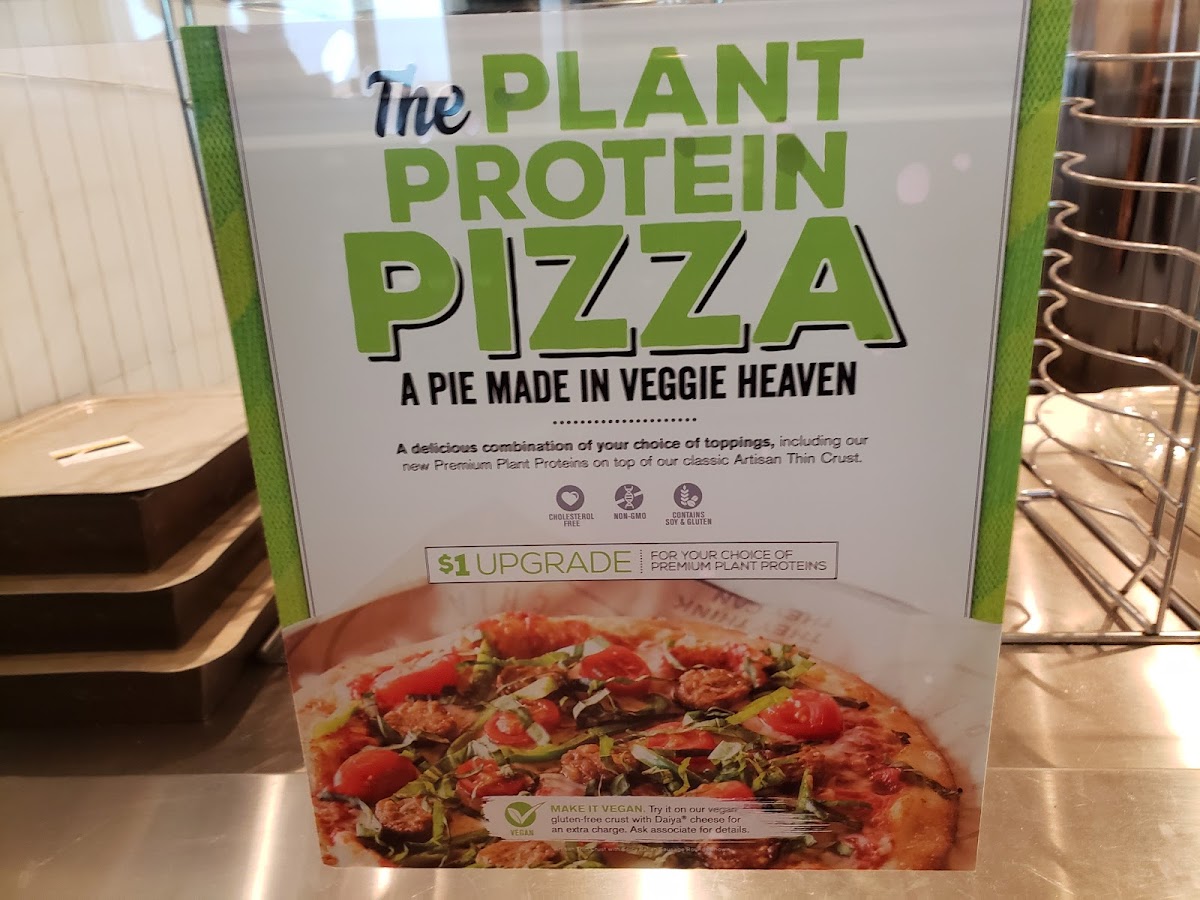 The PLANT
PROTEIN
PIZZA
A PIE MADE IN VEGGIE HEAVEN
A delicious combination of your choice of toppings, including our
new Premium Plant Proteins on top of our classic Artisan Thin Crust.
CHOLESTEROL
FREE
NON-GMO
CONTAINS
SOY & GLUTEN
$1 UPGRADE
FOR YOUR CHOICE OF
PREMIUM PLANT PROTEINS
VEGAN
MAKE IT VEGAN. Try it on our vegan
gluten-free crust with Daiya® cheese for
an extra charge. Ask associate for details.